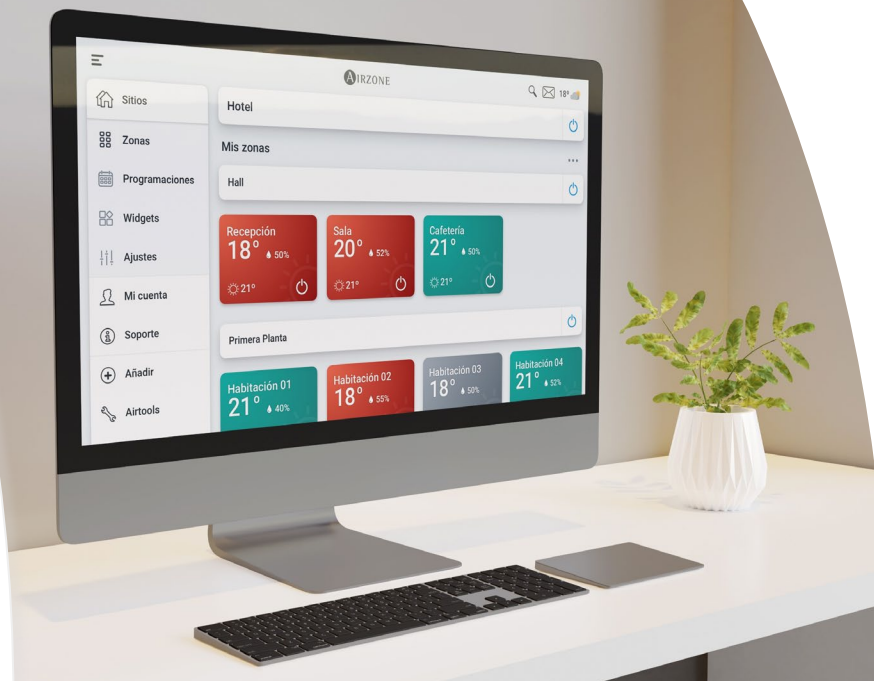 AIRZONE
18°
Sitios
Zonas
Programaciones
Widgets
Ajustes
Mi cuenta
Soporte
Añadir
Airtools
Hotel
Mis zonas
Hall
Recepción
18° 50%
21°
Sala
20° 52%
21°
Cafetería
21° 50%
21°
Primera Planta
Habitación 01
21° 40%
Habitación 02
18° 55%
Habitación 03
18° 50%
Habitación 04
21° 52%